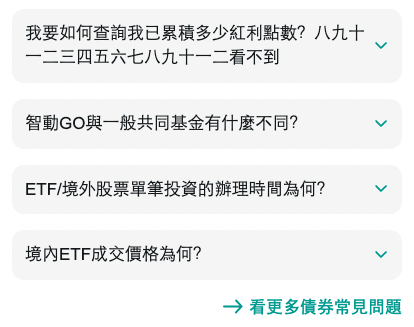 我要如何查詢我已累積多少紅利點數？八九十
一二三四五六七八九十一二看不到
智動GO與一般共同基金有什麼不同？
ETF/境外股票單筆投資的辦理時間為何？
境內ETF成交價格為何？
看更多債券常見問題